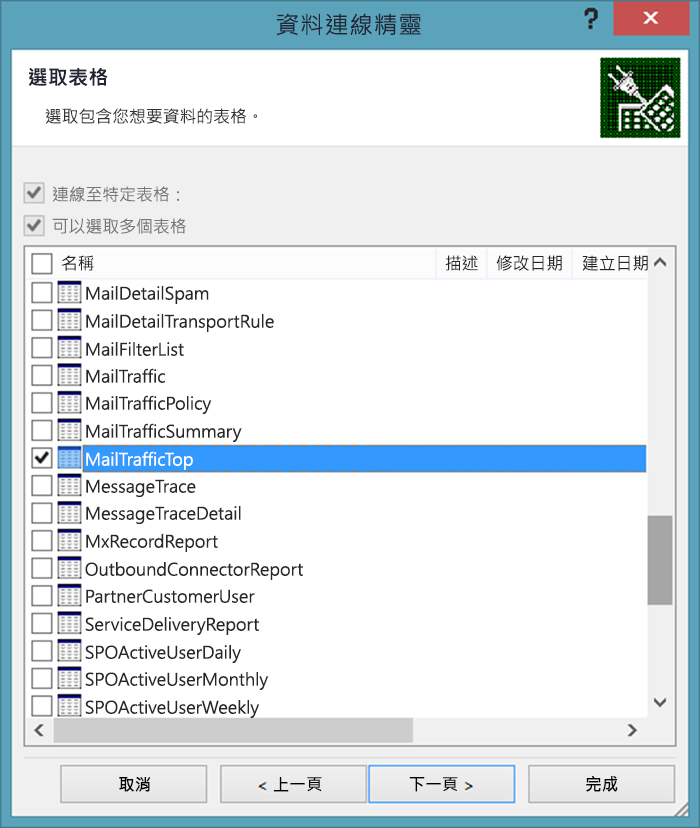 資料連線精靈
?
選取表格
選取包含您想要資料的表格。
連線至特定表格：
可以選取多個表格
名稱 描述 修改日期 建立日期
MailDetailSpam
MailDetailTransportRule
MailFilterList
MailTraffic
MailTrafficPolicy
MailTrafficSummary
MailTrafficTop
MessageTrace
MessageTraceDetail
MxRecordReport
OutboundConnectorReport
PartnerCustomerUser
ServiceDeliveryReport
SPOActiveUserDaily
SPOActiveUserMonthly
SPOActiveUserWeekly
取消 < 上一頁 下一頁 > 完成